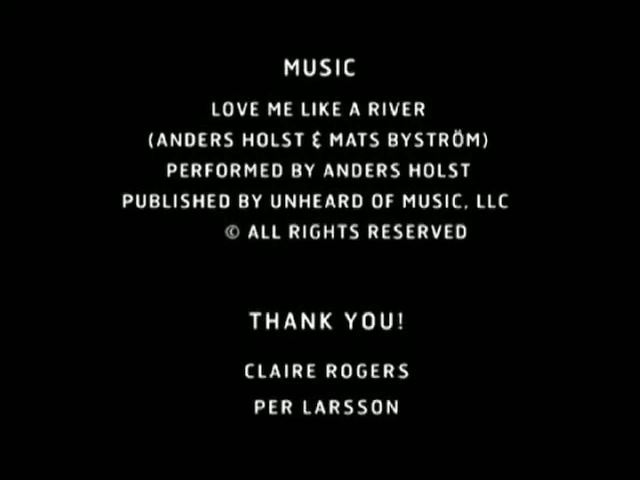 MUSIC
LOVE ME LIKE A RIVER
(ANDERS HOLST & MATS BYSTRÖM)
PERFORMED BY ANDERS HOLST
PUBLISHED BY UNHEARD OF MUSIC, LLC
© ALL RIGHTS RESERVED
THANK YOU!
CLAIRE ROGERS
PER LARSSON